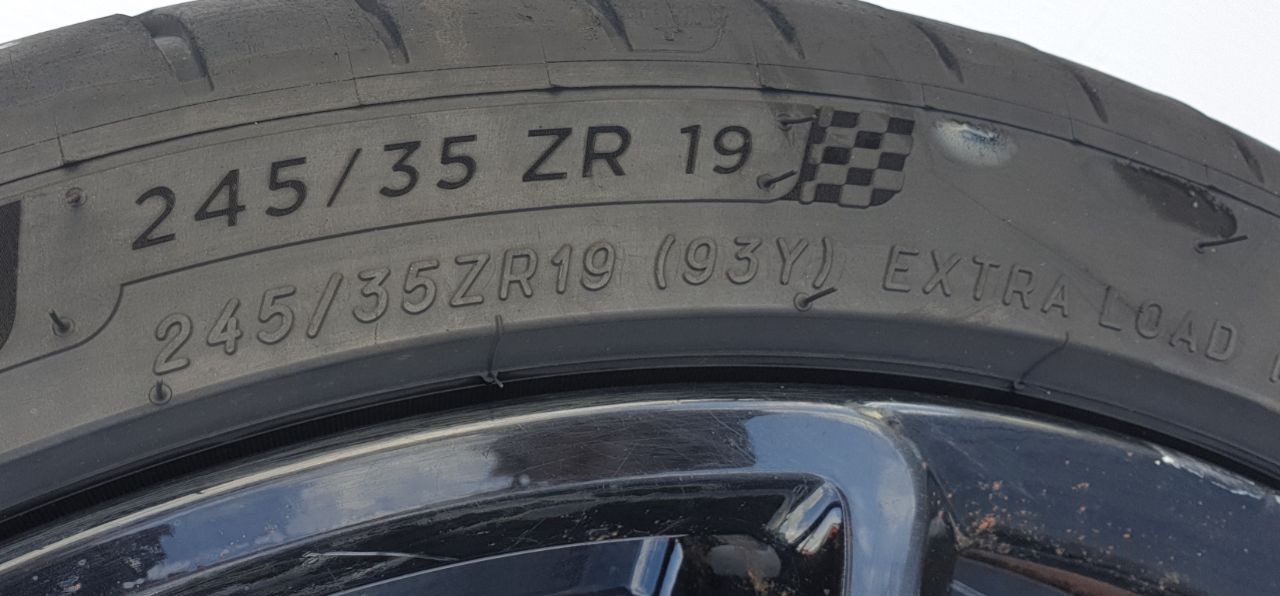 245/35 ZR 19
245/35ZR19 (93Y) EXTRA LOAD